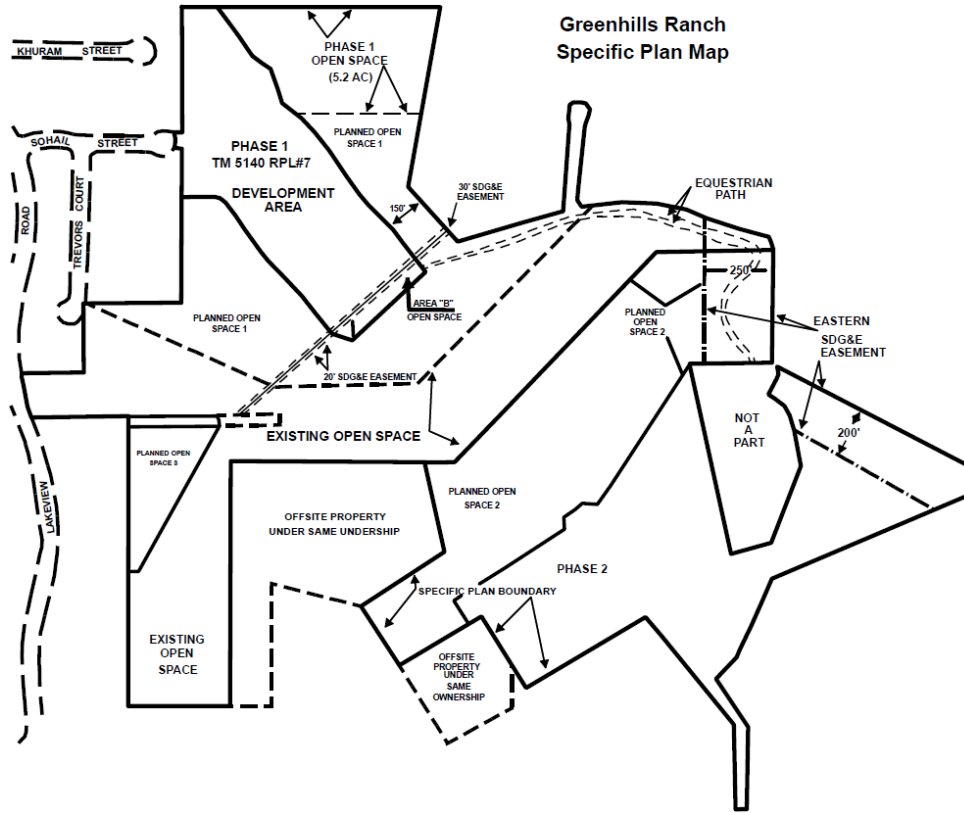 Greenhills Ranch
Specific Plan Map
KHURAM STREET
PHASE 1
OPEN SPACE
(5.2 AC)
SOHAIL STREET
PHASE 1
TM 5140 RPL#7
DEVELOPMENT
AREA
PLANNED OPEN
SPACE 1
TREVORS COURT
ROAD
30' SDG&E
EASEMENT
150'
EQUESTRIAN
PATH
250'
AREA "B"
OPEN SPACE
PLANNED OPEN
SPACE 1
PLANNED
OPEN
SPACE 2
EASTERN
SDG&E
EASEMENT
20' SDG&E EASEMENT
NOT
A
PART
200'
EXISTING OPEN SPACE
PLANNED OPEN
SPACE 3
LAKEVIEW
PLANNED OPEN
SPACE 2
OFFSITE PROPERTY
UNDER SAME UNDERSHIP
PHASE 2
SPECIFIC PLAN BOUNDARY
EXISTING
OPEN
SPACE
OFFSITE
PROPERTY
UNDER
SAME
OWNERSHIP